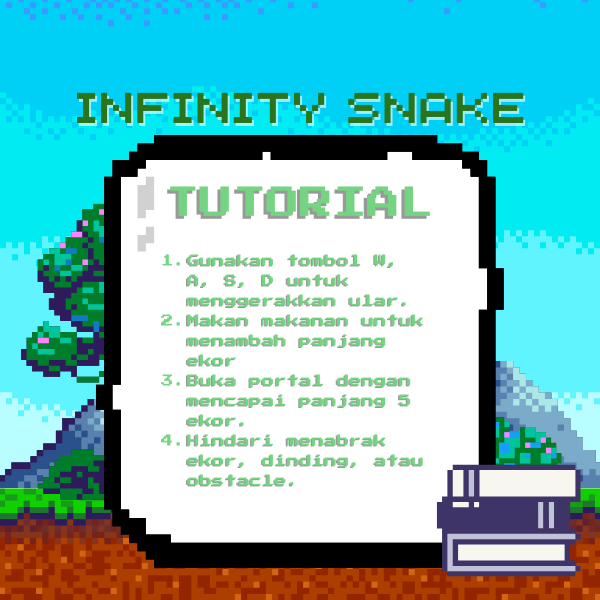 INFINITY SNAKE
TUTORIAL
1. Gunakan tombol W,
A, S, D untuk
menggerakkan ular.
2. Makan makanan untuk
menambah panjang
ekor
3. Buka portal dengan
mencapai panjang 5
ekor.
4. Hindari menabrak
ekor, dinding, atau
obstacle.